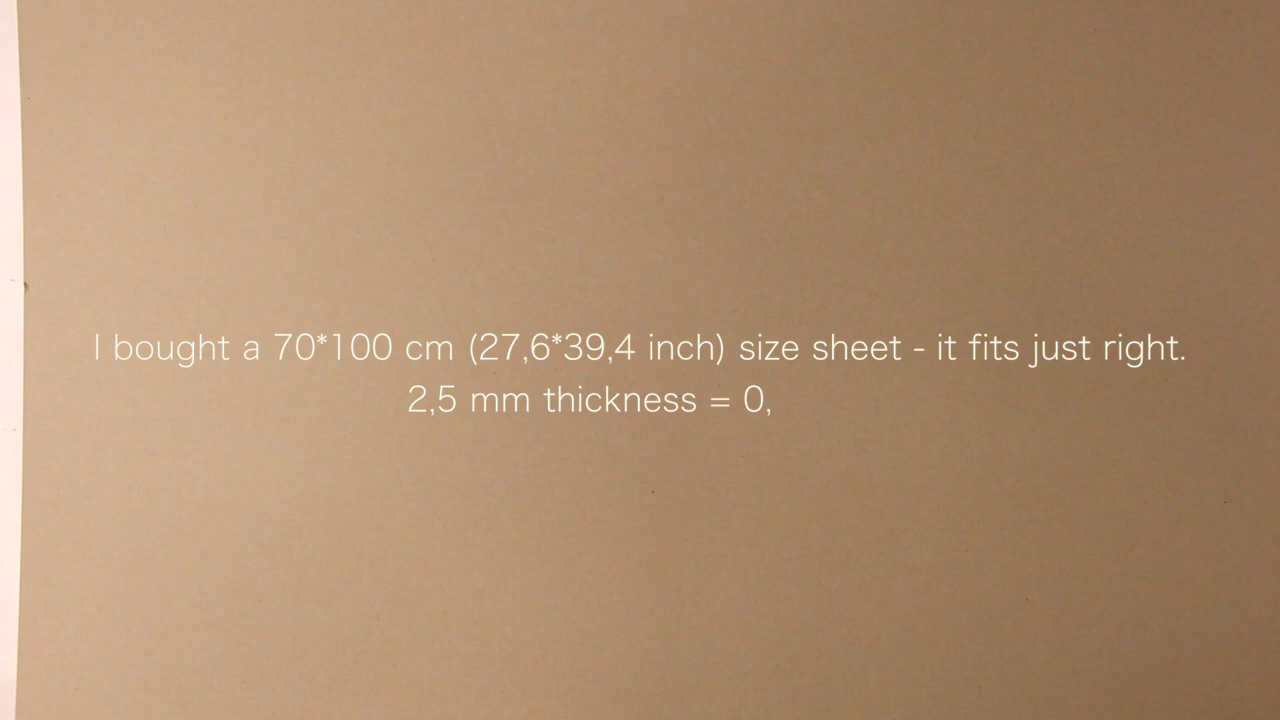 I bought a 70*100 cm (27,6*39,4 inch) size sheet - it fits just right.
2,5 mm thickness = 0,